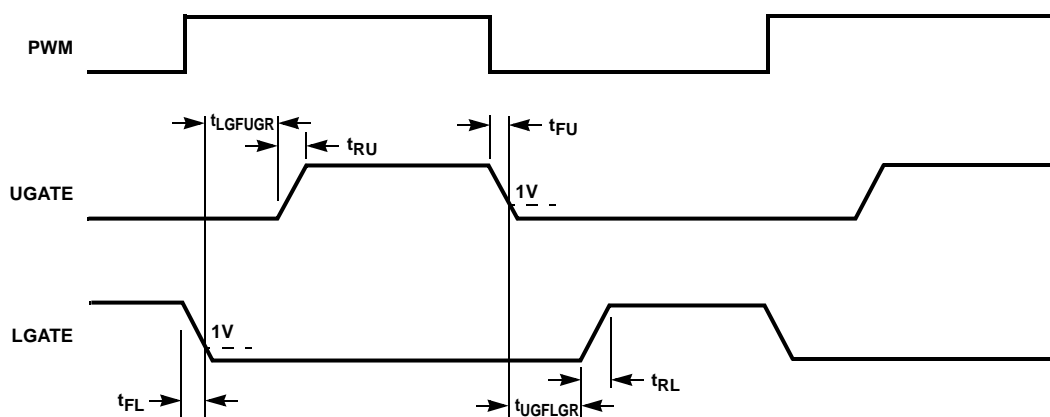 PWM
tLGFUGR
tFU
tRU
1V
UGATE
1V
LGATE
tFL
tRL
tUGFLGR